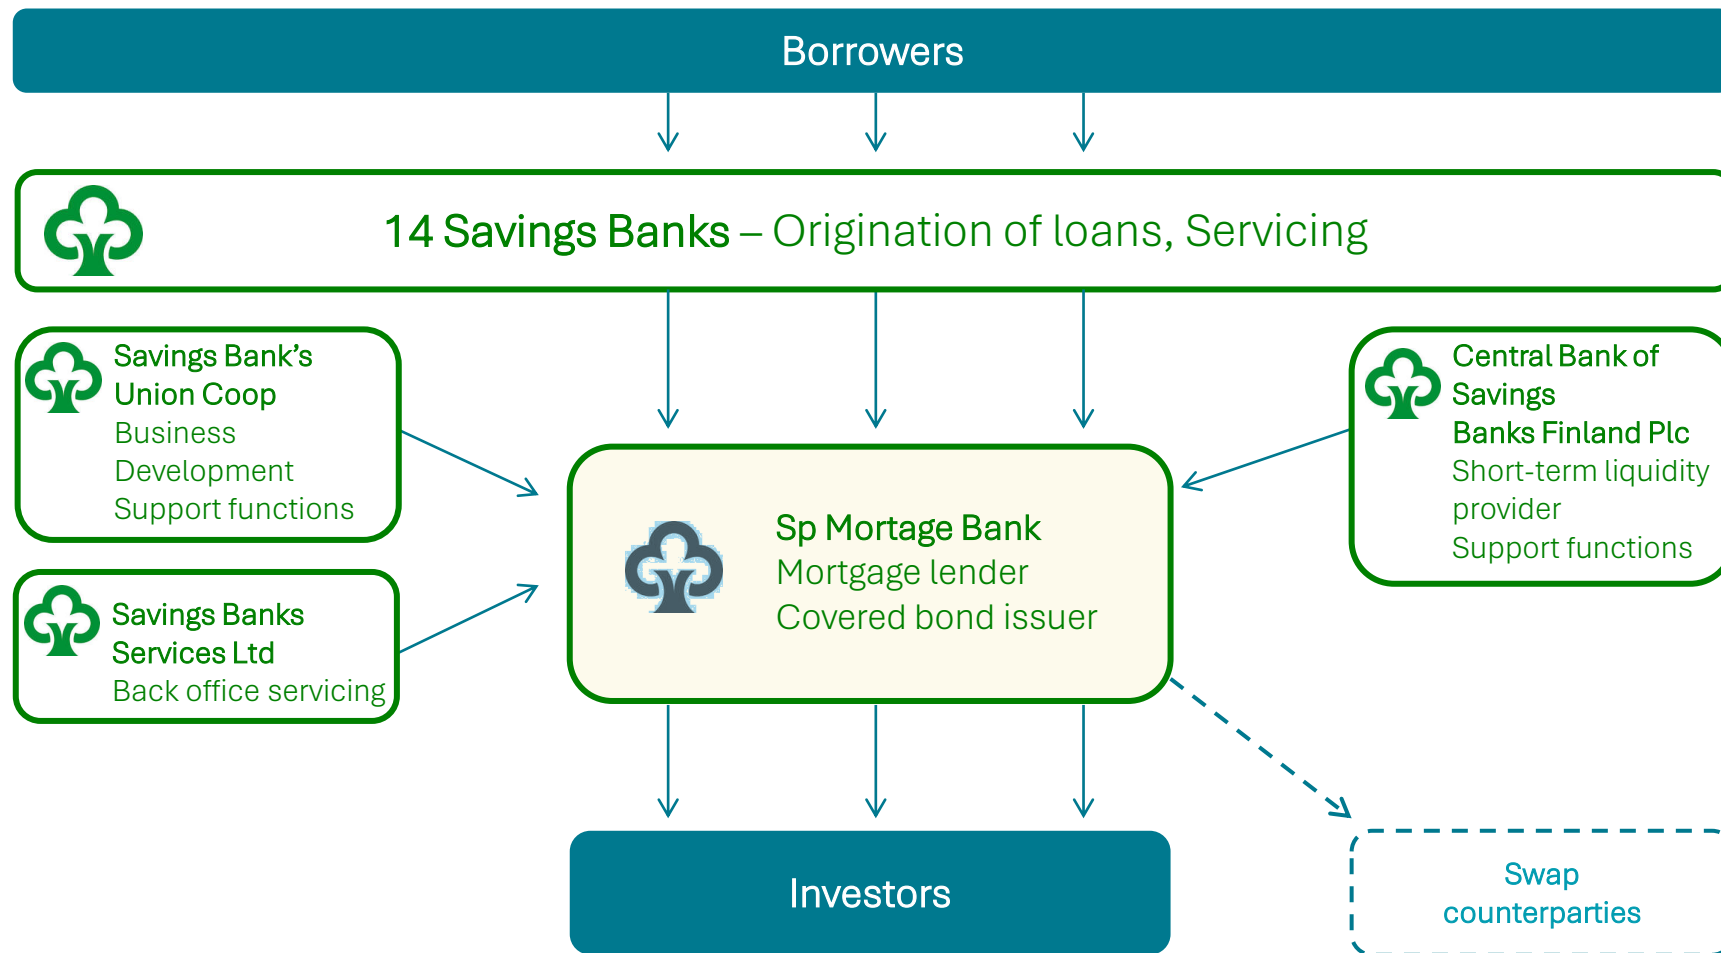 Borrowers
14 Savings Banks – Origination of loans, Servicing
Savings Bank’s
Union Coop
Business
Development
Support functions
Savings Banks
Services Ltd
Back office servicing
Sp Mortage Bank
Mortgage lender
Covered bond issuer
Central Bank of
Savings
Banks Finland Plc
Short-term liquidity
provider
Support functions
Investors
Swap
counterparties